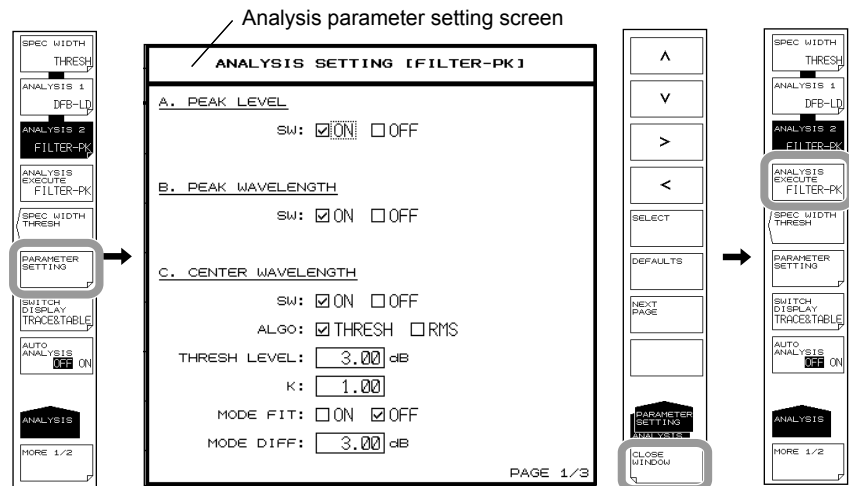 Analysis parameter setting screen
SPEC WIDTH
THRESH
ANALYSIS 1
DFB-LD
ANALYSIS 2
FILTER-PK
ANALYSIS
EXECUTE
FILTER-PK
SPEC WIDTH
THRESH
PARAMETER
SETTING
SWITCH
DISPLAY
TRACE&TABLE
AUTO
ANALYSIS
OFF ON
ANALYSIS
MORE 1/2
ANALYSIS SETTING [FILTER-PK]
A. PEAK LEVEL
SW: ☑ON ☐OFF
B. PEAK WAVELENGTH
SW: ☑ON ☐OFF
C. CENTER WAVELENGTH
SW: ☑ON ☐OFF
ALGO: ☑THRESH ☐RMS
THRESH LEVEL: 3.00 dB
K: 1.00
MODE FIT: ☐ON ☑OFF
MODE DIFF: 3.00 dB
PAGE 1/3
∧
∨
>
<
SELECT
DEFAULTS
NEXT
PAGE
PARAMETER
SETTING
ANALYSIS
CLOSE
WINDOW
SPEC WIDTH
THRESH
ANALYSIS 1
DFB-LD
ANALYSIS 2
FILTER-PK
ANALYSIS
EXECUTE
FILTER-PK
SPEC WIDTH
THRESH
PARAMETER
SETTING
SWITCH
DISPLAY
TRACE&TABLE
AUTO
ANALYSIS
OFF ON
ANALYSIS
MORE 1/2